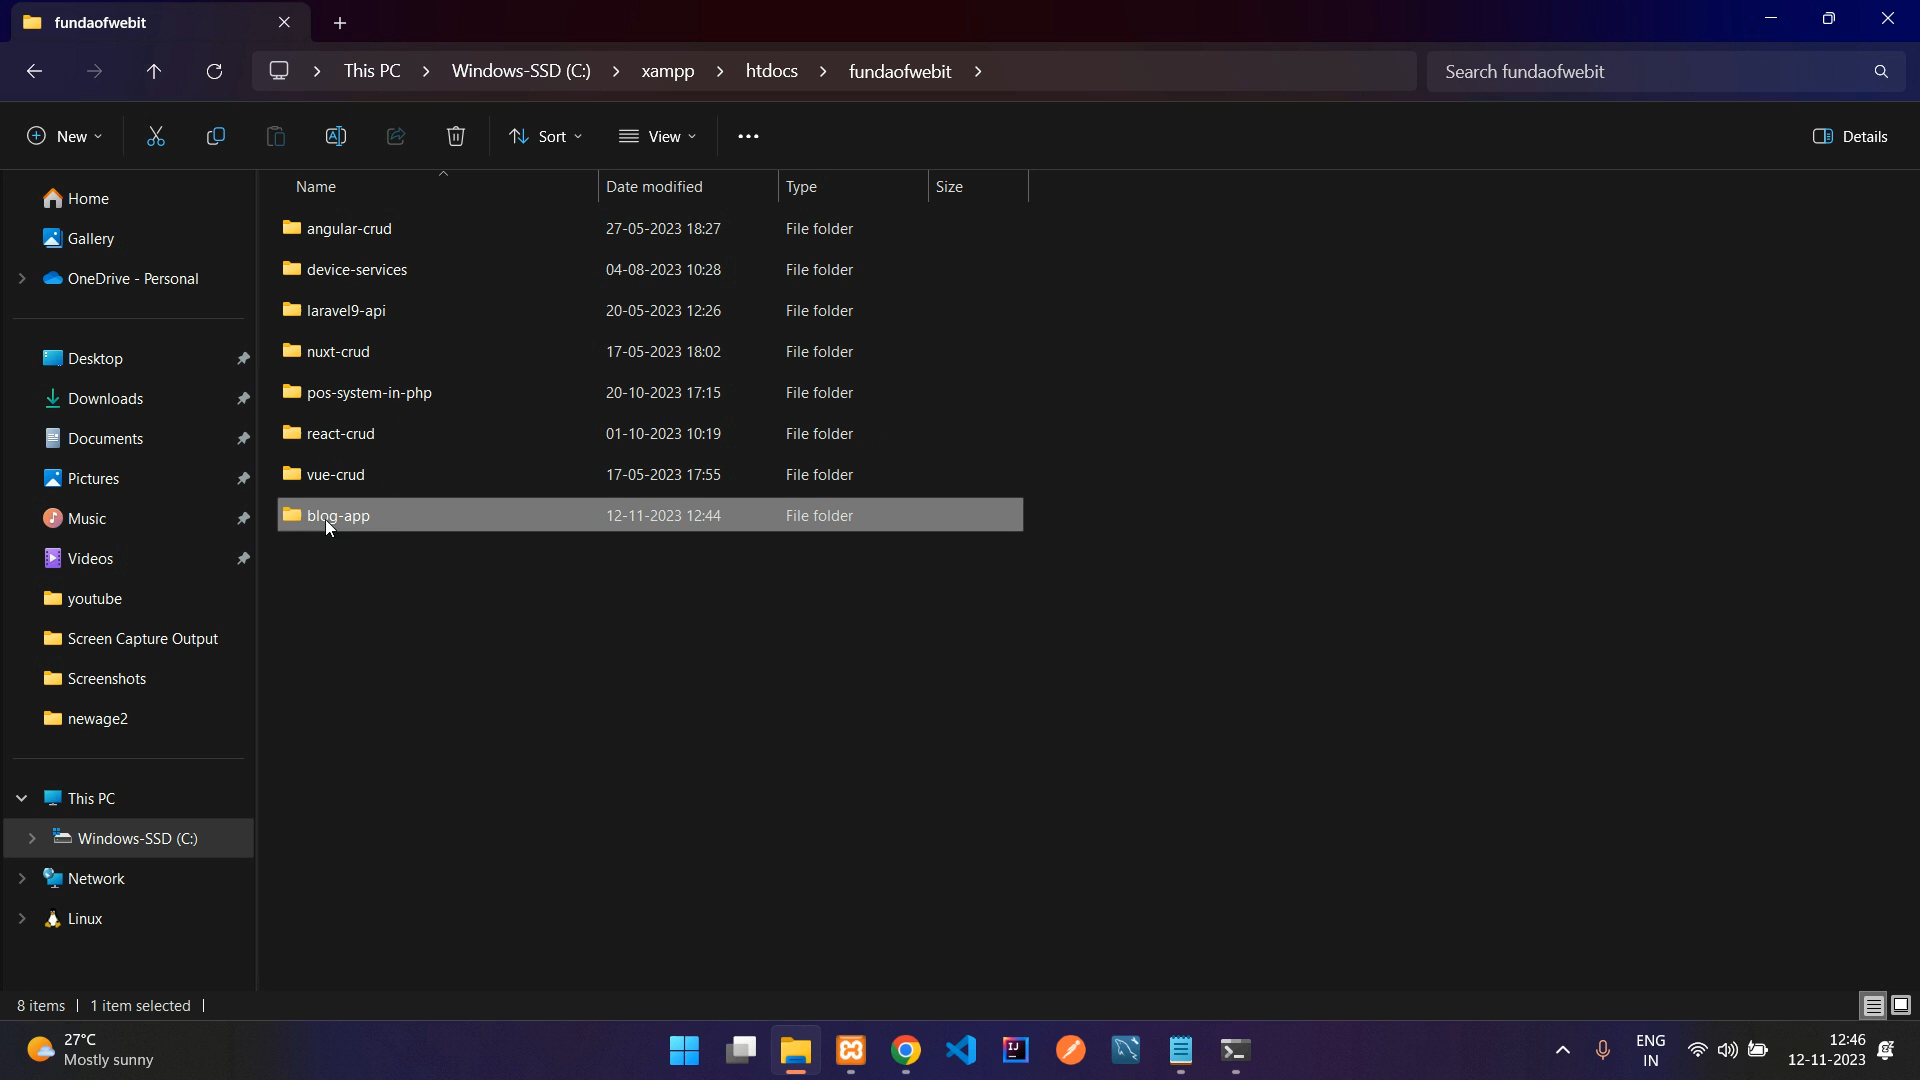 fundaofwebit
This PC > Windows-SSD (C:) > xampp > htdocs > fundaofwebit >
Search fundaofwebit
New
Sort
View
Details
Home
Gallery
OneDrive - Personal
Desktop
Downloads
Documents
Pictures
Music
Videos
youtube
Screen Capture Output
Screenshots
newage2
This PC
Windows-SSD (C:)
Network
Linux
Name Date modified Type Size
angular-crud 27-05-2023 18:27 File folder
device-services 04-08-2023 10:28 File folder
laravel9-api 20-05-2023 12:26 File folder
nuxt-crud 17-05-2023 18:02 File folder
pos-system-in-php 20-10-2023 17:15 File folder
react-crud 01-10-2023 10:19 File folder
vue-crud 17-05-2023 17:55 File folder
blog-app 12-11-2023 12:44 File folder
8 items | 1 item selected |
27°C
Mostly sunny
IJ
ENG
IN
12:46
12-11-2023